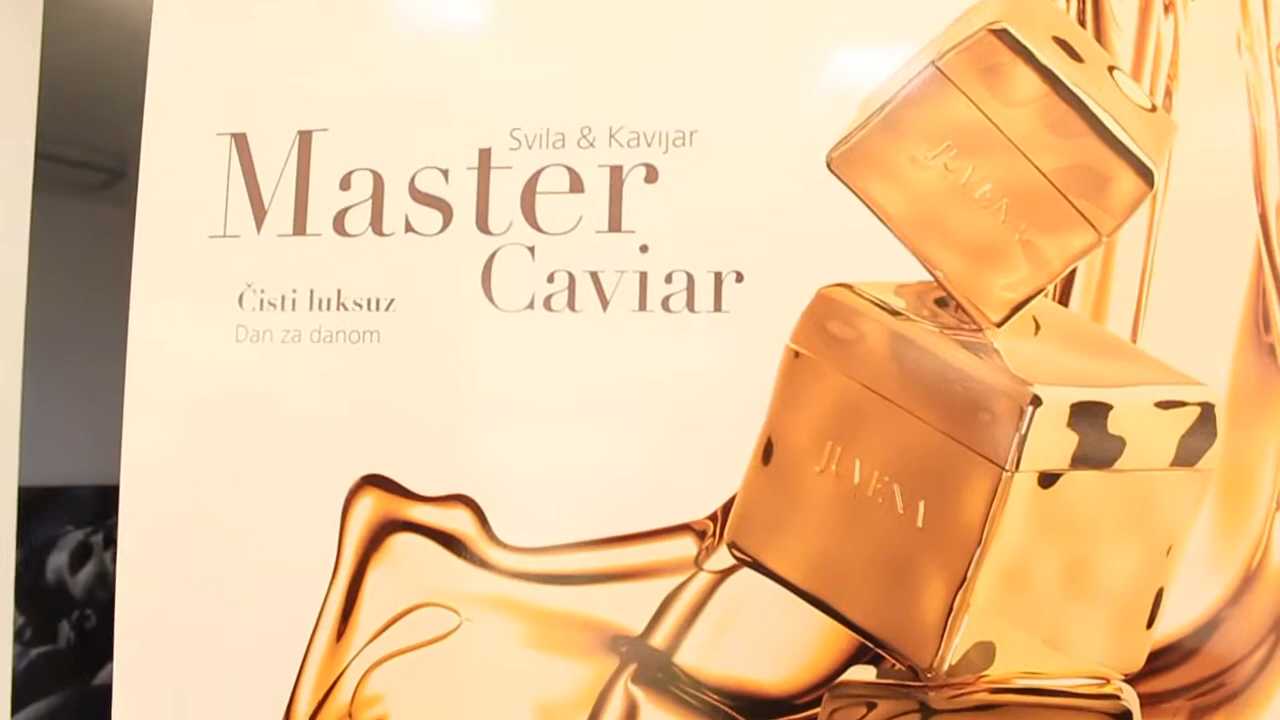 Svila & Kavijar
Master
Caviar
Čisti luksuz
Dan za danom
JUVENA
JUVENA